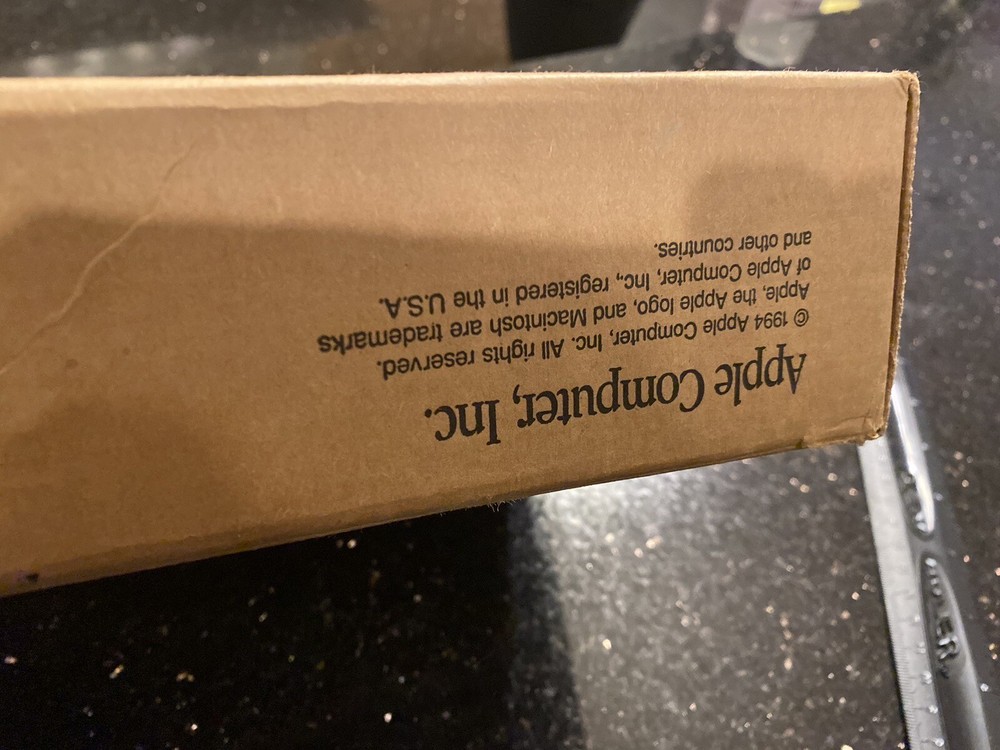 Apple Computer, Inc.
© 1994 Apple Computer, Inc. All rights reserved.
Apple, the Apple logo, and Macintosh are trademarks
of Apple Computer, Inc., registered in the U.S.A.
and other countries.